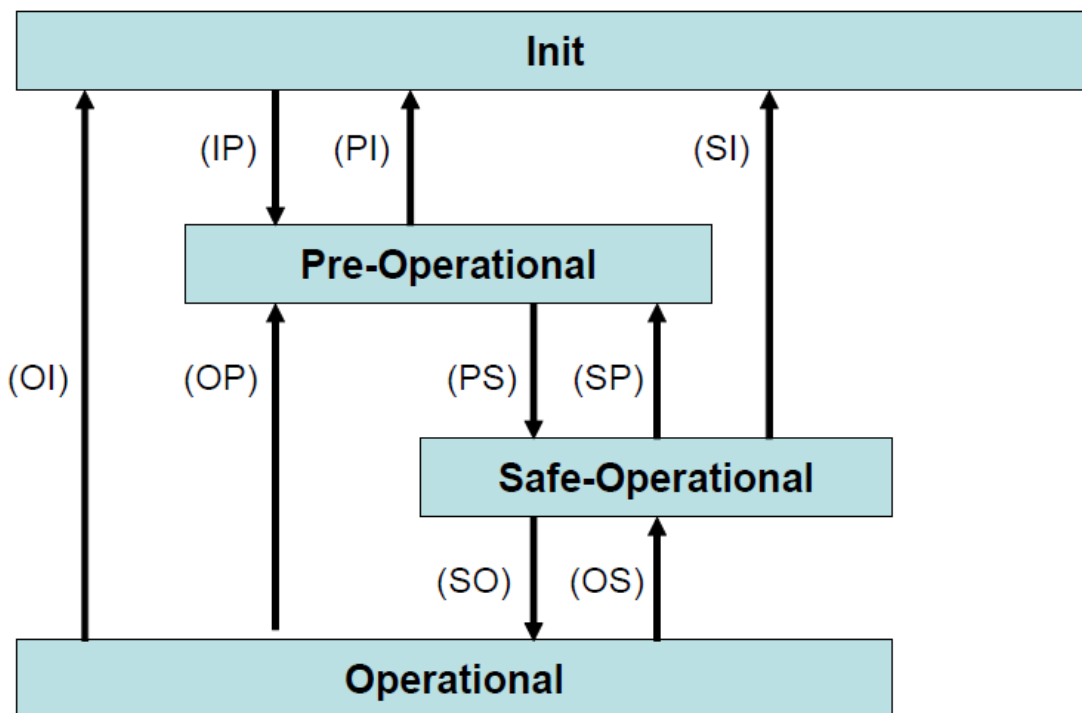 Init
(IP)
(PI)
(SI)
Pre-Operational
(OI)
(OP)
(PS)
(SP)
Safe-Operational
(SO)
(OS)
Operational